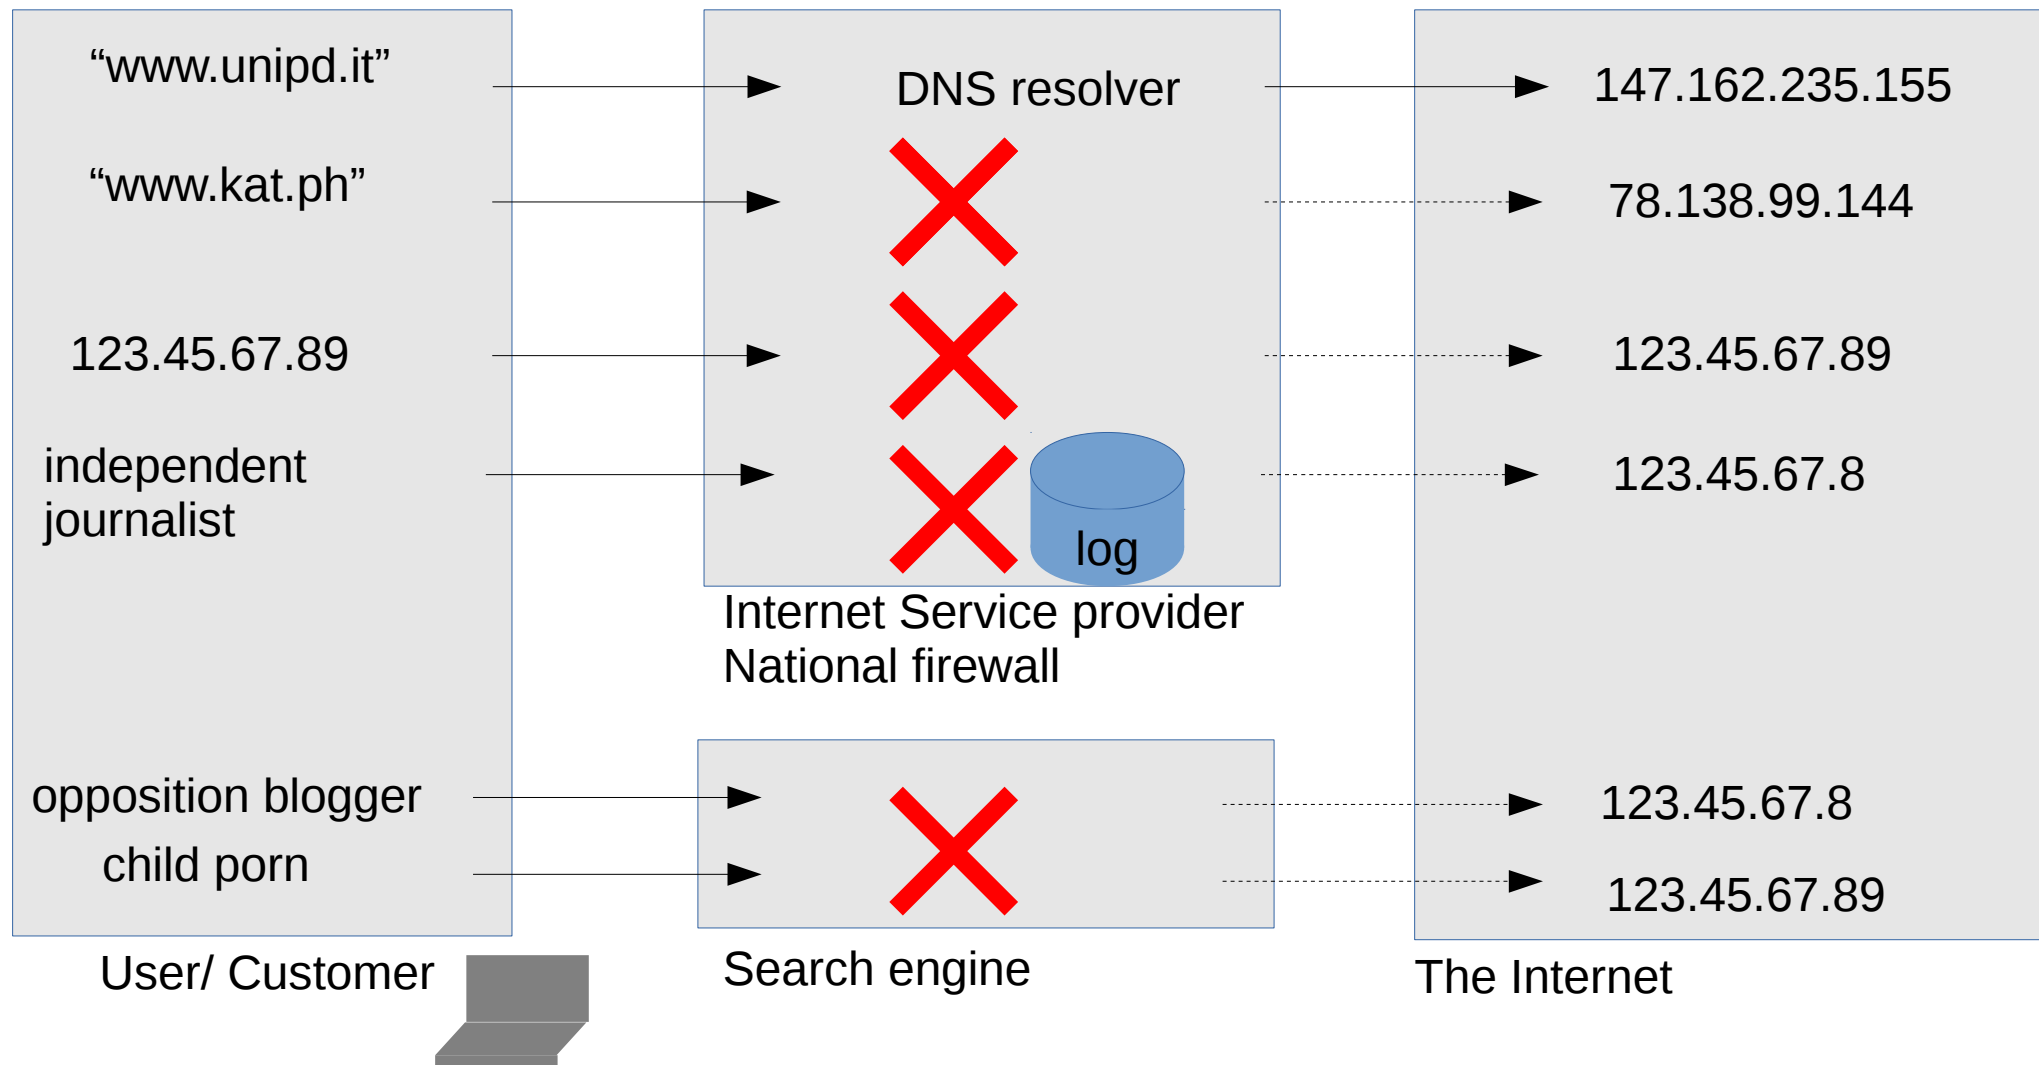 “www.unipd.it”
DNS resolver
147.162.235.155
“www.kat.ph”
78.138.99.144
123.45.67.89
123.45.67.89
independent
journalist
log
123.45.67.8
Internet Service provider
National firewall
opposition blogger
123.45.67.8
child porn
123.45.67.89
User/ Customer
Search engine
The Internet